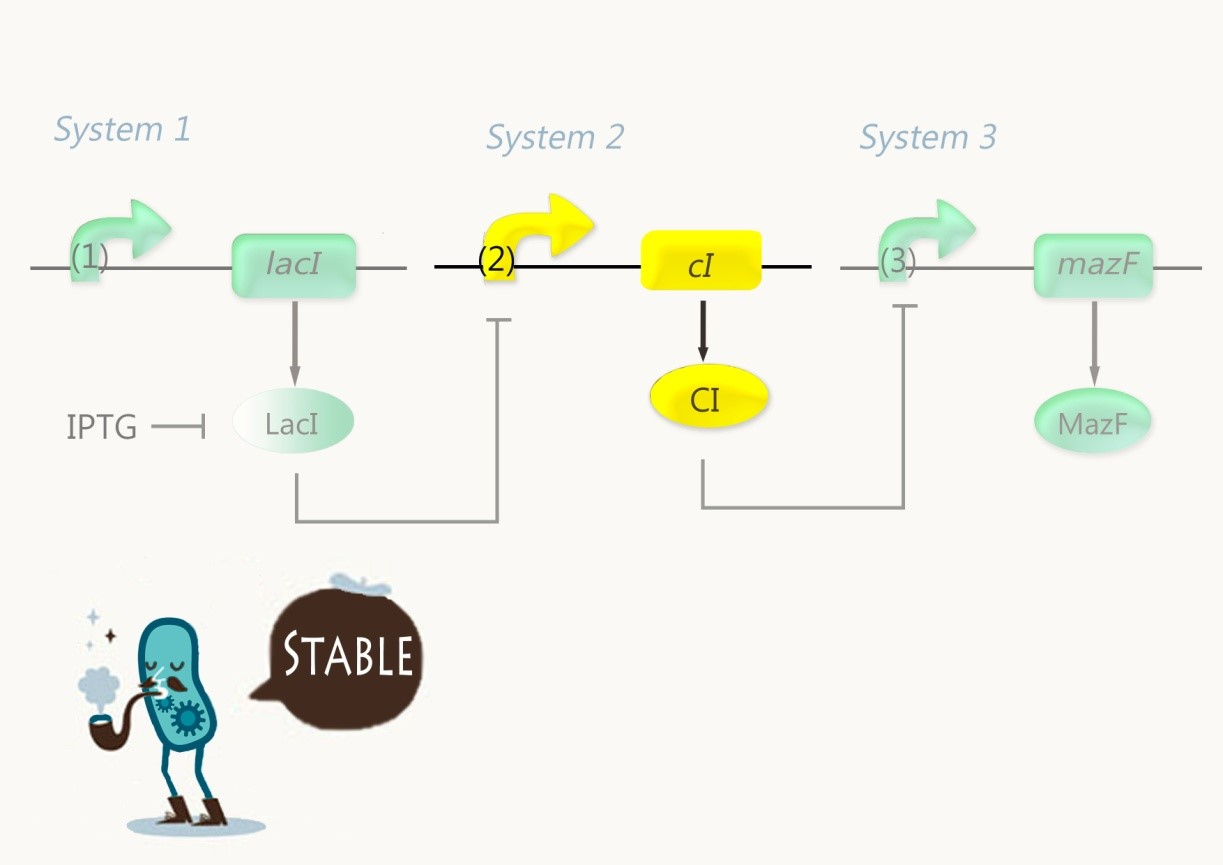 System 1
System 2
System 3
(1)
lacI
(2)
cI
(3)
mazF
IPTG
LacI
CI
MazF
STABLE